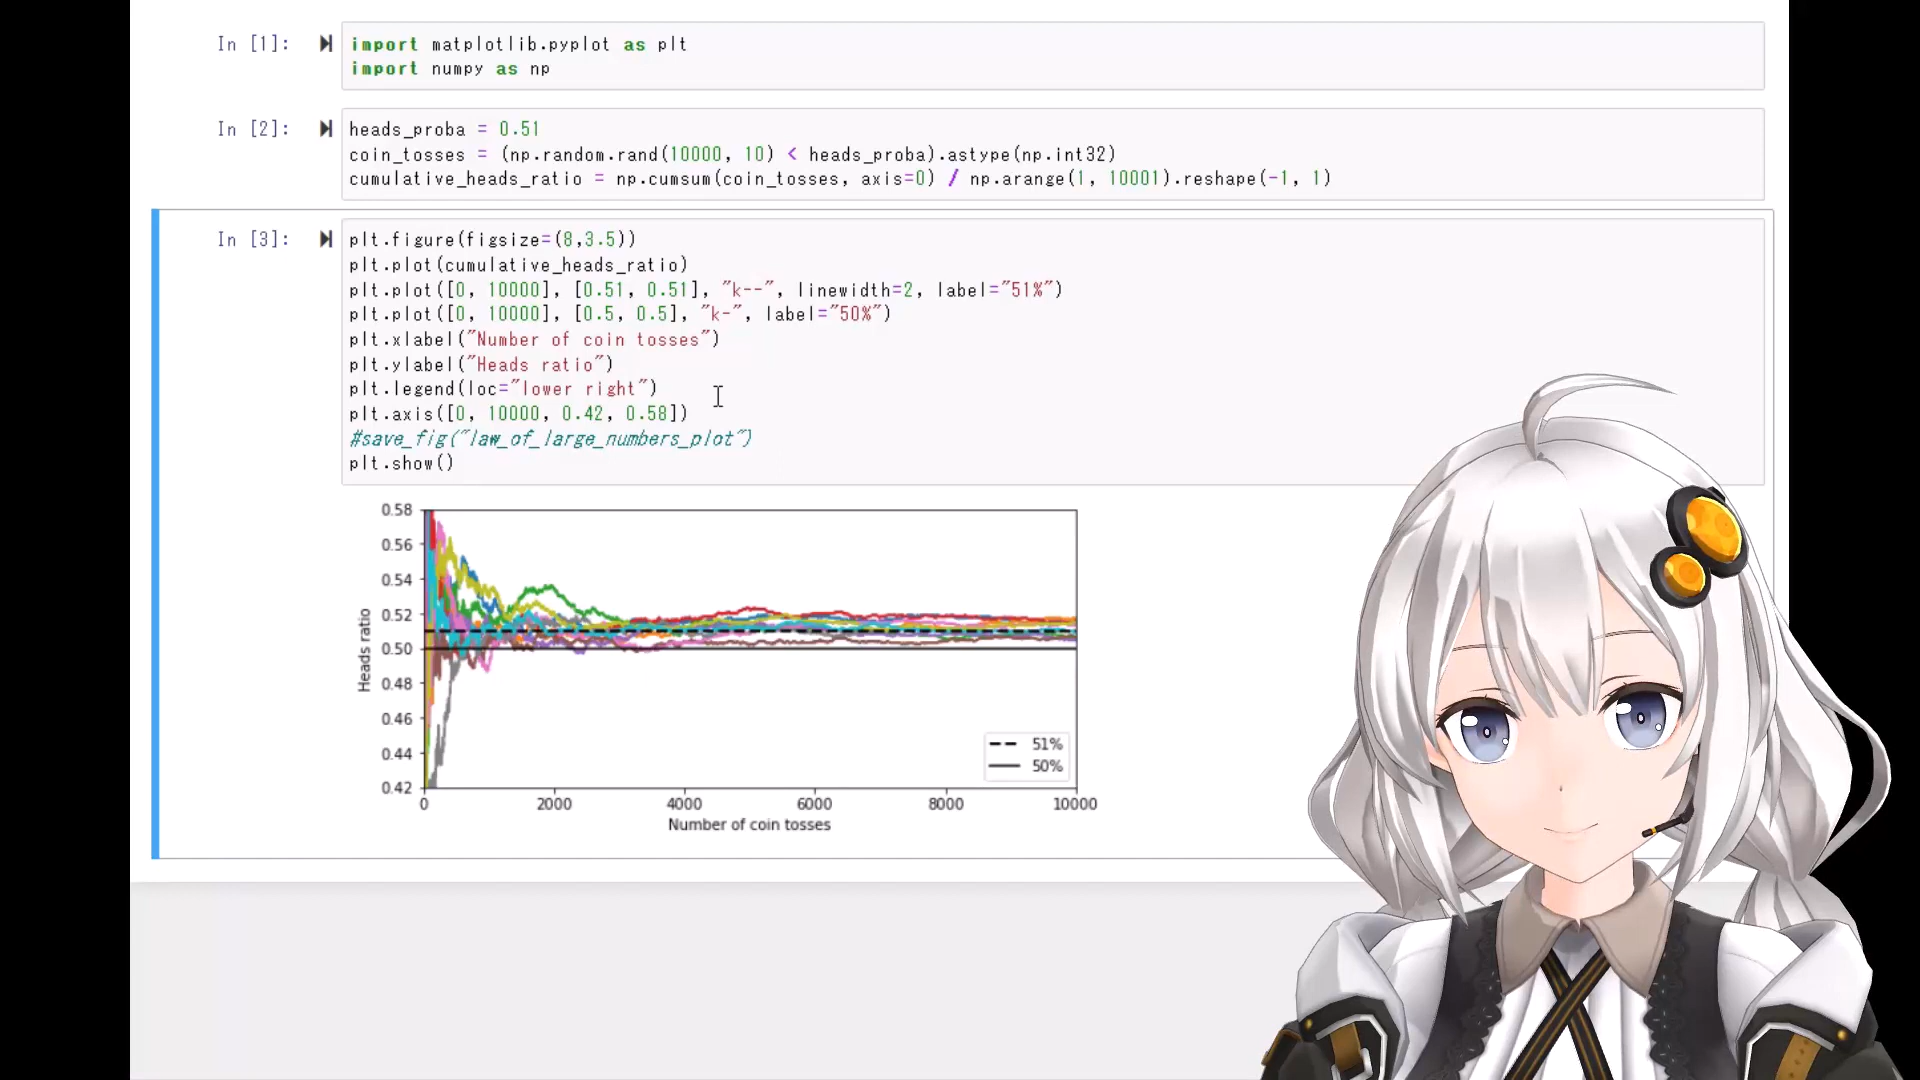 In [1]:
import matplotlib.pyplot as plt
import numpy as np
In [2]:
heads_proba = 0.51
coin_tosses = (np.random.rand(10000, 10) < heads_proba).astype(np.int32)
cumulative_heads_ratio = np.cumsum(coin_tosses, axis=0) / np.arange(1, 10001).reshape(-1, 1)
In [3]:
plt.figure(figsize=(8,3.5))
plt.plot(cumulative_heads_ratio)
plt.plot([0, 10000], [0.51, 0.51], "k--", linewidth=2, label="51%")
plt.plot([0, 10000], [0.5, 0.5], "k-", label="50%")
plt.xlabel("Number of coin tosses")
plt.ylabel("Heads ratio")
plt.legend(loc="lower right")
plt.axis([0, 10000, 0.42, 0.58])
#save_fig("law_of_large_numbers_plot")
plt.show()
0.58
0.56
0.54
0.52
0.50
0.48
0.46
0.44
0.42
Heads ratio
51%
50%
0 2000 4000 6000 8000 10000
Number of coin tosses